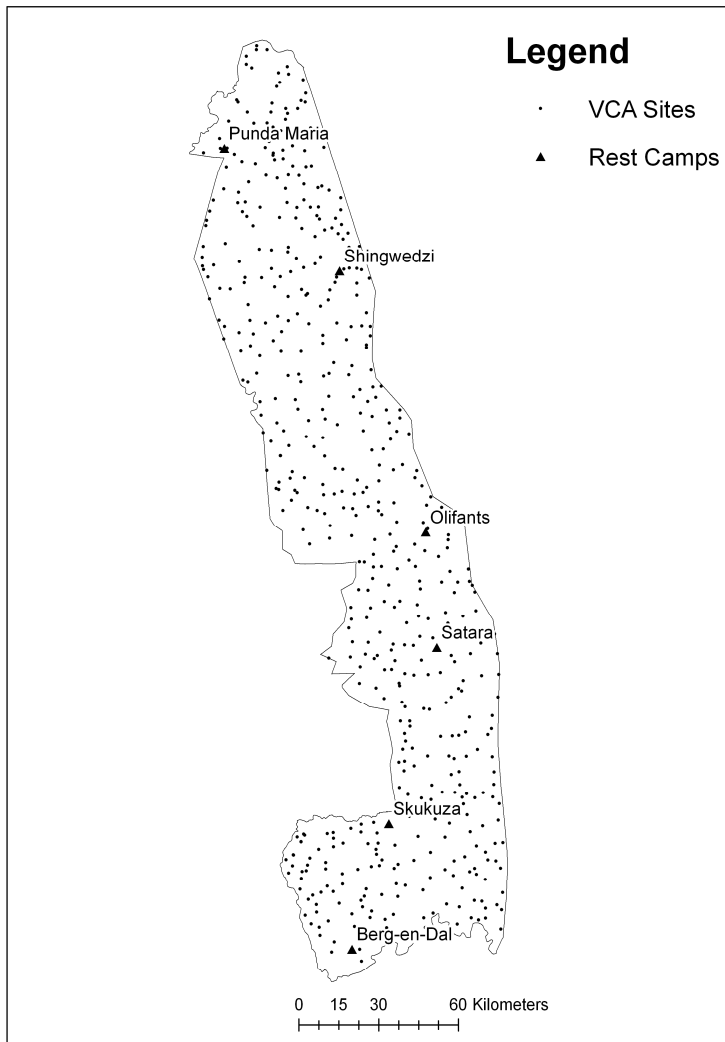 Legend
VCA Sites
Rest Camps
Punda Maria
Shingwedzi
Olifants
Satara
Skukuza
Berg-en-Dal
0 15 30 60 Kilometers